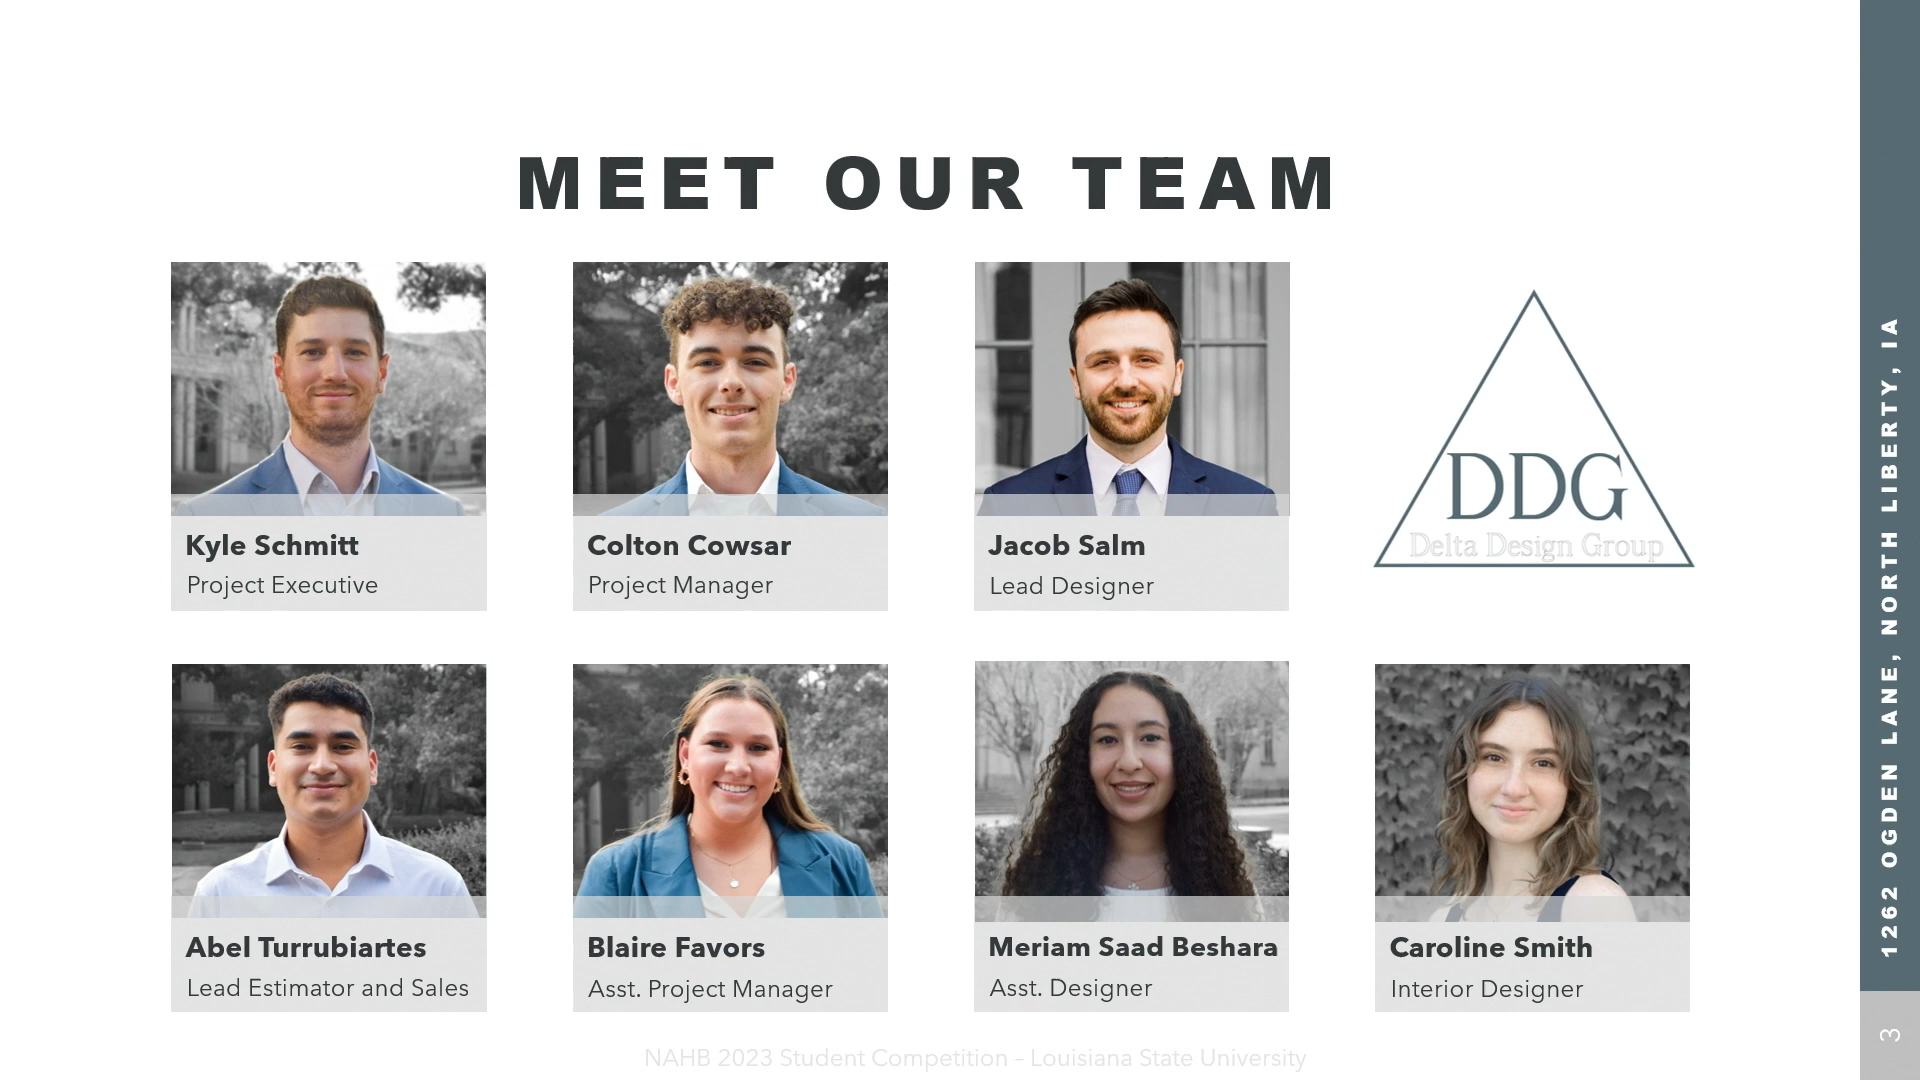 MEET OUR TEAM
Kyle Schmitt
Project Executive
Colton Cowsar
Project Manager
Jacob Salm
Lead Designer
DDG
Delta Design Group
Abel Turrubiartes
Lead Estimator and Sales
Blaire Favors
Asst. Project Manager
Meriam Saad Beshara
Asst. Designer
Caroline Smith
Interior Designer
NAHB 2023 Student Competition – Louisiana State University
1262 OGDEN LANE, NORTH LIBERTY, IA
3